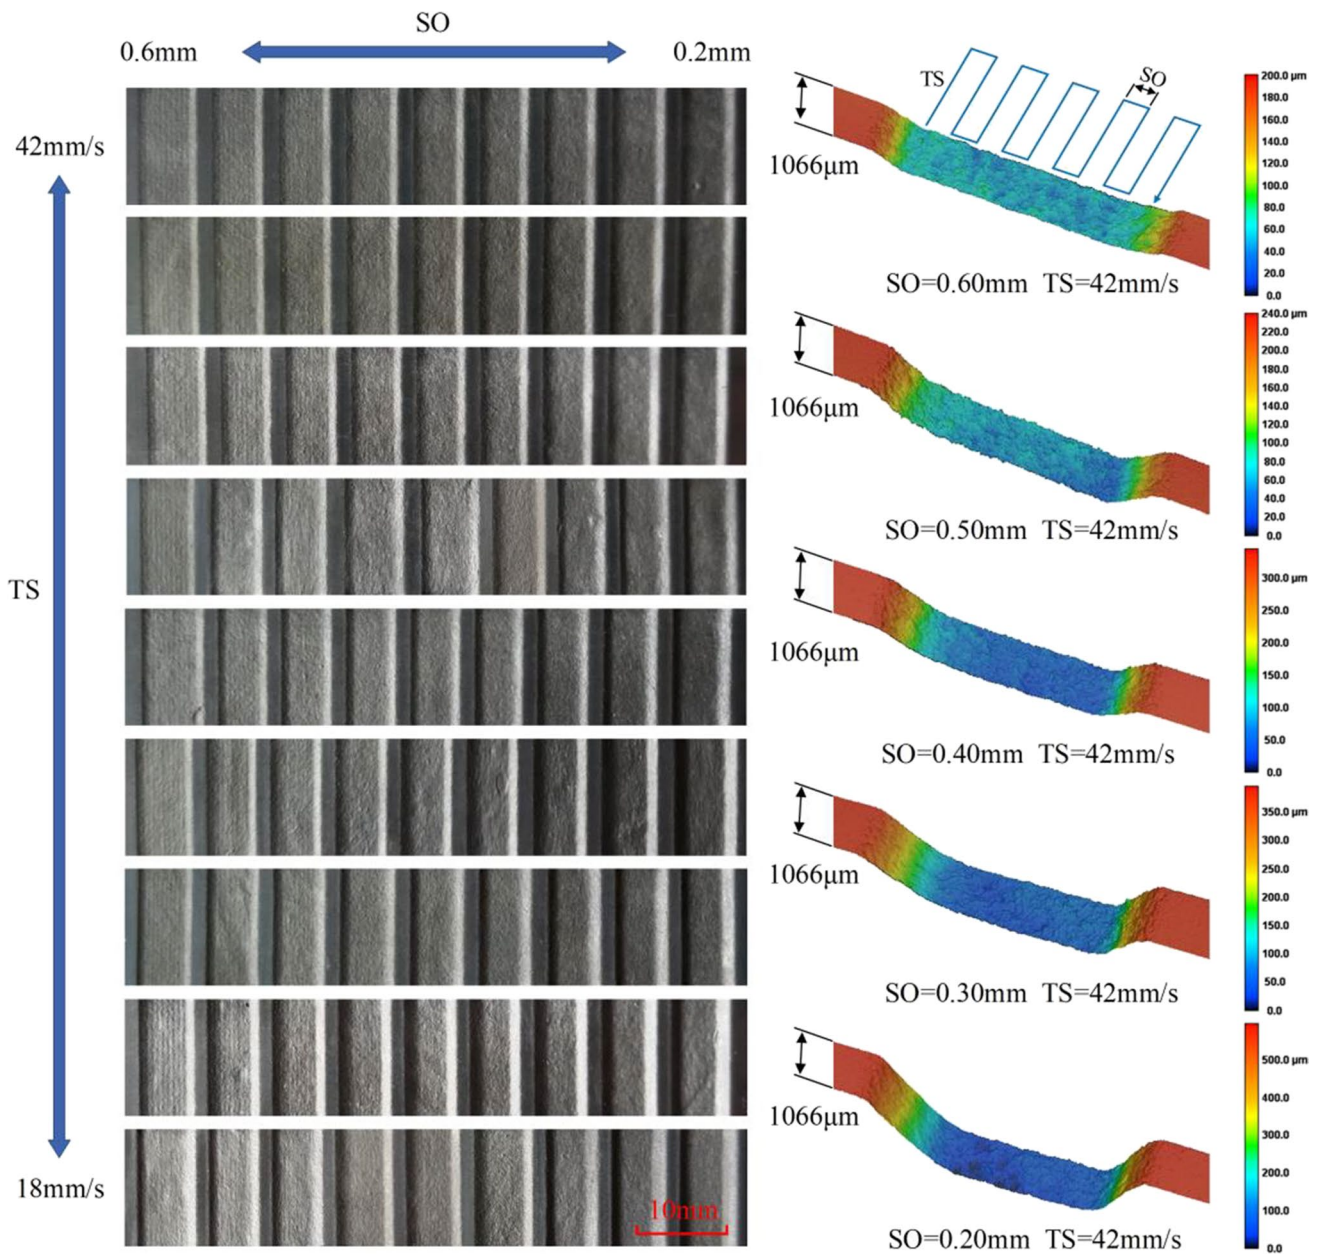 SO
0.6mm
0.2mm
42mm/s
TS
18mm/s
10mm
TS
SO
1066μm
SO=0.60mm TS=42mm/s
200.0 μm
180.0
160.0
140.0
120.0
100.0
80.0
60.0
40.0
20.0
0.0
1066μm
SO=0.50mm TS=42mm/s
240.0 μm
220.0
200.0
180.0
160.0
140.0
120.0
100.0
80.0
60.0
40.0
20.0
0.0
1066μm
SO=0.40mm TS=42mm/s
300.0 μm
250.0
200.0
150.0
100.0
50.0
0.0
1066μm
SO=0.30mm TS=42mm/s
350.0 μm
300.0
250.0
200.0
150.0
100.0
50.0
0.0
1066μm
SO=0.20mm TS=42mm/s
500.0 μm
400.0
300.0
200.0
100.0
0.0